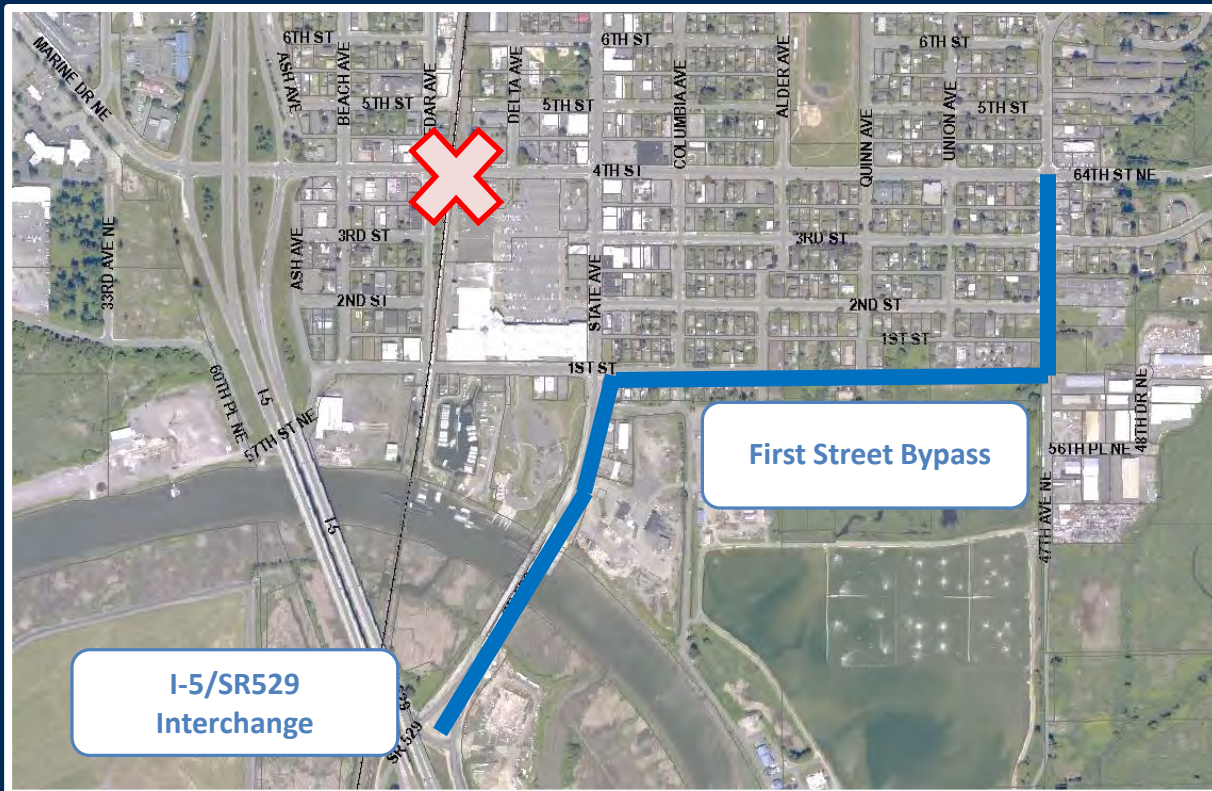 6TH ST
6TH ST
6TH ST
MARINE DR NE
ASH AVE
BEACH AVE
EDAR AVE
DELTA AVE
5TH ST
5TH ST
5TH ST
COLUMBIA AVE
ALDER AVE
QUINN AVE
UNION AVE
4TH ST
64TH ST NE
3RD ST
3RD ST
33RD AVE NE
ASH AVE
2ND ST
2ND ST
STATE AVE
1ST ST
1ST ST
60TH PL NE
I-5
57TH ST NE
48TH DR NE
56TH PL NE
First Street Bypass
47TH AVE NE
I-5
I-5/SR529
Interchange
SR 529